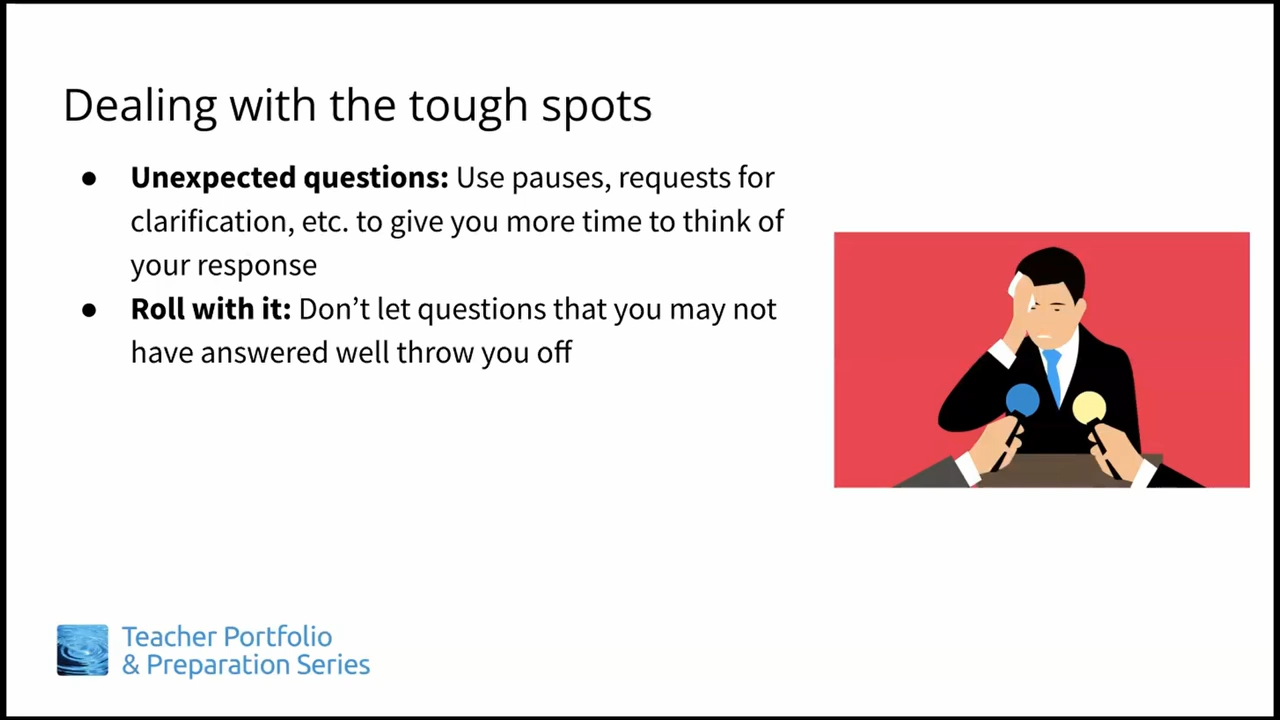 Dealing with the tough spots
● Unexpected questions: Use pauses, requests for
clarification, etc. to give you more time to think of
your response
● Roll with it: Don’t let questions that you may not
have answered well throw you off
Teacher Portfolio
& Preparation Series